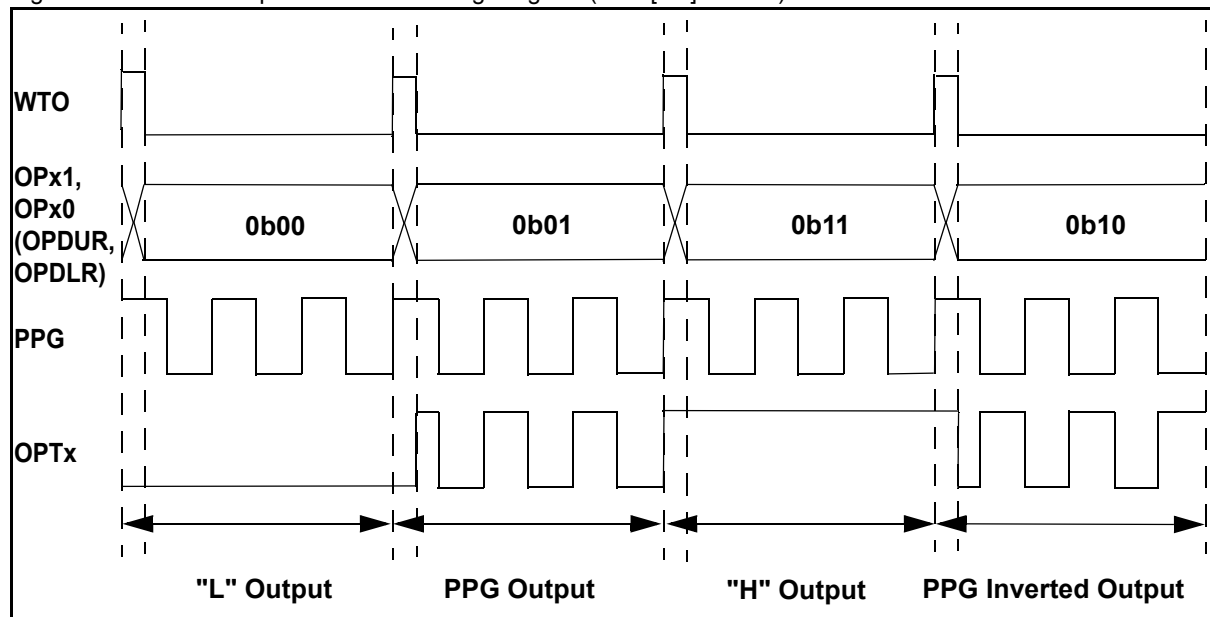 WTO
OPx1,
OPx0
(OPDUR,
OPDLR)
0b00 0b01 0b11 0b10
PPG
OPTx
"L" Output PPG Output "H" Output PPG Inverted Output